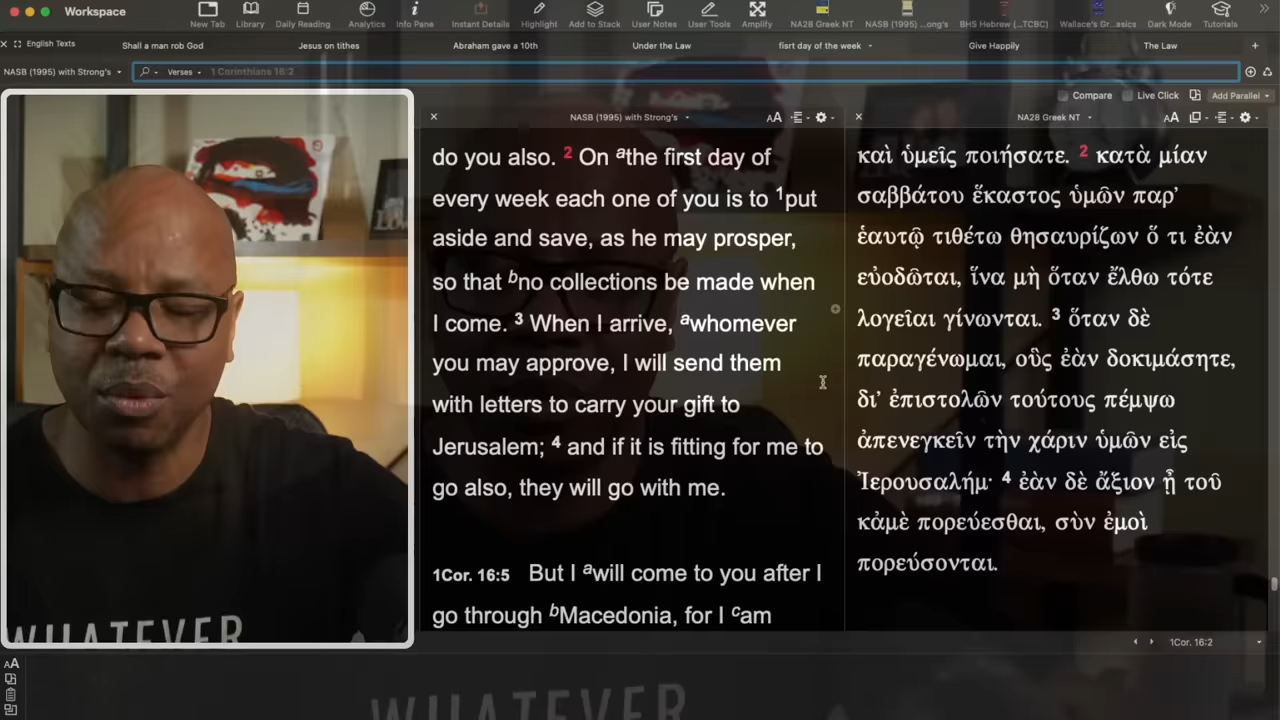 Workspace
New Tab
Library
Daily Reading
Analytics
Info Pane
Instant Details
Highlight
Add to Stack
User Notes
User Tools
Amplify
NA28 Greek NT
NASB (1995) ...ong's
BHS Hebrew (...TCBC)
Wallace's Gr...asics
Dark Mode
Tutorials
English Texts
Shall a man rob God
Jesus on tithes
Abraham gave a 10th
Under the Law
fisrt day of the week
Give Happily
The Law
NASB (1995) with Strong's
Verses
1 Corinthians 16:2
Compare
Live Click
Add Parallel
NASB (1995) with Strong's
do you also. 2 On athe first day of
every week each one of you is to 1put
aside and save, as he may prosper,
so that bno collections be made when
I come. 3 When I arrive, awhomever
you may approve, I will send them
with letters to carry your gift to
Jerusalem; 4 and if it is fitting for me to
go also, they will go with me.
1Cor. 16:5 But I awill come to you after I
go through bMacedonia, for I cam
NA28 Greek NT
καὶ ὑμεῖς ποιήσατε. 2 κατὰ μίαν
σαββάτου ἕκαστος ὑμῶν παρ’
ἑαυτῷ τιθέτω θησαυρίζων ὅ τι ἐὰν
εὐοδῶται, ἵνα μὴ ὅταν ἔλθω τότε
λογεῖαι γίνωνται. 3 ὅταν δὲ
παραγένωμαι, οὓς ἐὰν δοκιμάσητε,
δι’ ἐπιστολῶν τούτους πέμψω
ἀπενεγκεῖν τὴν χάριν ὑμῶν εἰς
Ἰερουσαλήμ· 4 ἐὰν δὲ ἄξιον ᾖ τοῦ
κἀμὲ πορεύεσθαι, σὺν ἐμοὶ
πορεύσονται.
1Cor. 16:2
WHATEVER
WHATEVER